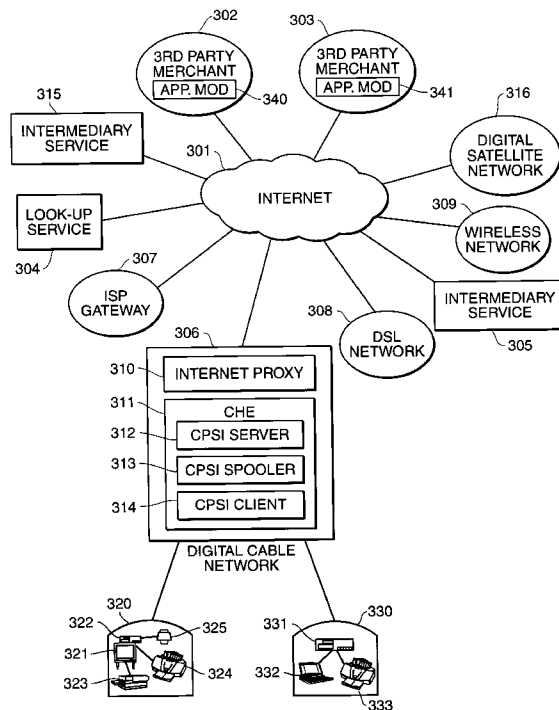 302
303
3RD PARTY
MERCHANT
APP. MOD
340
3RD PARTY
MERCHANT
APP. MOD
341
315
INTERMEDIARY
SERVICE
301
316
DIGITAL
SATELLITE
NETWORK
INTERNET
LOOK-UP
SERVICE
304
309
WIRELESS
NETWORK
307
ISP
GATEWAY
308
DSL
NETWORK
INTERMEDIARY
SERVICE
305
306
310
INTERNET PROXY
311
CHE
312
CPSI SERVER
313
CPSI SPOOLER
314
CPSI CLIENT
DIGITAL CABLE
NETWORK
320
322
325
321
324
323
330
331
332
333